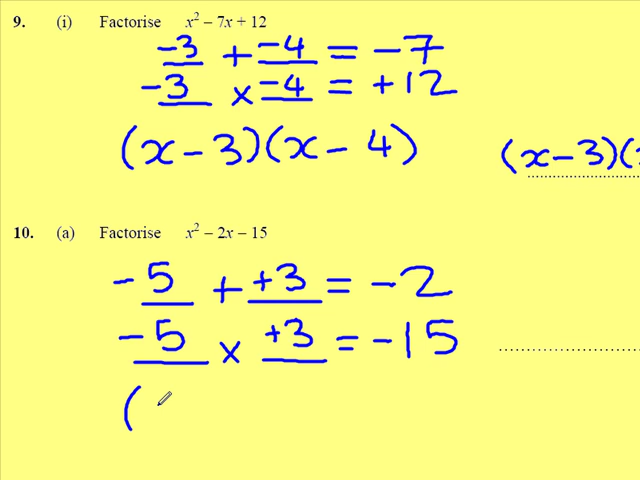 9. (i) Factorise x² − 7x + 12
-3 + -4 = -7
-3 × -4 = +12
(x - 3)(x - 4)
(x - 3)(
10. (a) Factorise x² − 2x − 15
-5 + +3 = -2
-5 × +3 = -15
(